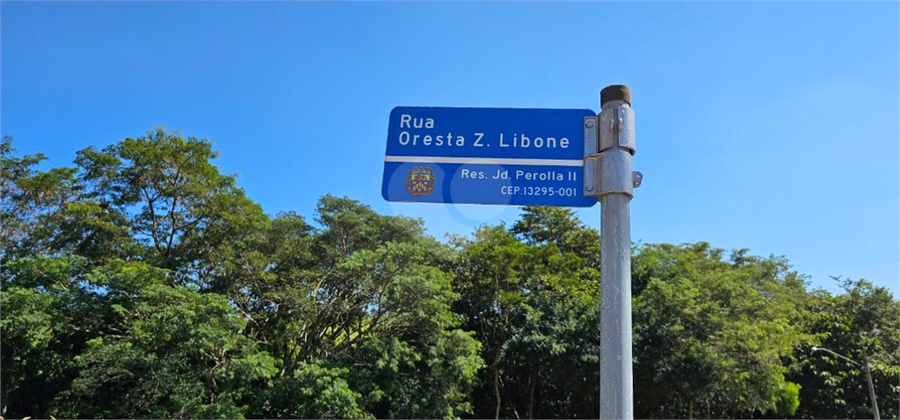 Rua
Oresta Z. Libone
Res. Jd. Perolla II
CEP:13295-001